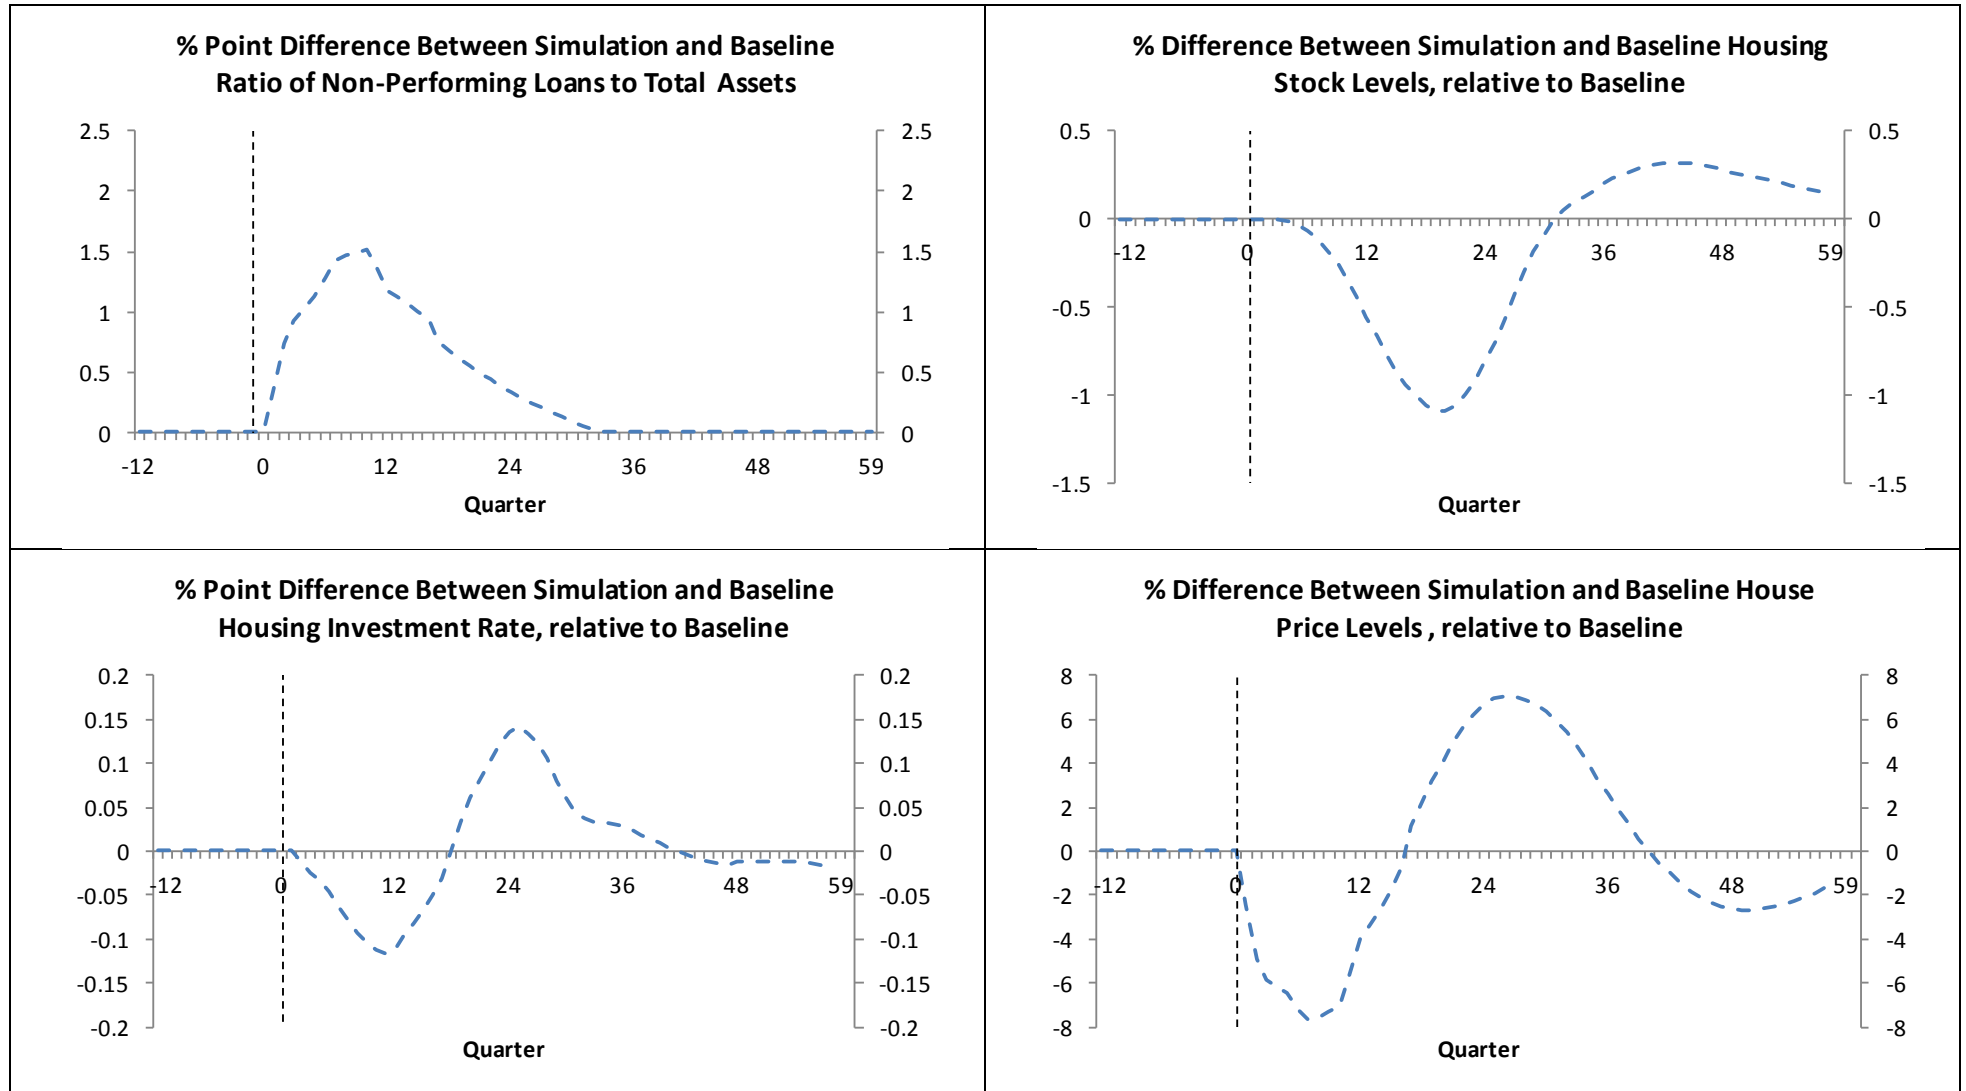 % Point Difference Between Simulation and Baseline
Ratio of Non-Performing Loans to Total Assets
2.5 2.5
2 2
1.5 1.5
1 1
0.5 0.5
0 0
-12 0 12 24 36 48 59
Quarter
% Difference Between Simulation and Baseline Housing
Stock Levels, relative to Baseline
0.5 0.5
0 0
-12 0 12 24 36 48 59
-0.5 -0.5
-1 -1
-1.5 -1.5
Quarter
% Point Difference Between Simulation and Baseline
Housing Investment Rate, relative to Baseline
0.2 0.2
0.15 0.15
0.1 0.1
0.05 0.05
0 0
-12 0 12 24 36 48 59
-0.05 -0.05
-0.1 -0.1
-0.15 -0.15
-0.2 -0.2
Quarter
% Difference Between Simulation and Baseline House
Price Levels , relative to Baseline
8 8
6 6
4 4
2 2
0 0
-12 0 12 24 36 48 59
-2 -2
-4 -4
-6 -6
-8 -8
Quarter